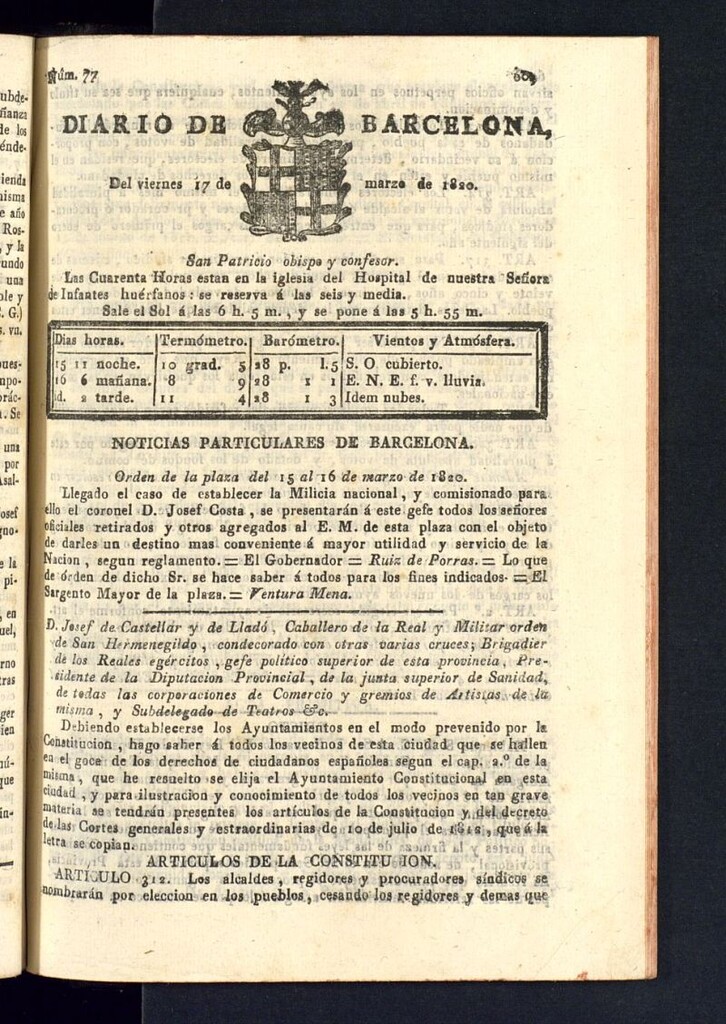 Núm. 77
DIARIO DE BARCELONA,
Del viernes 17 de marzo de 1820.
San Patricio obispo y confesor.
Las Cuarenta Horas estan en la iglesia del Hospital de nuestra Señora
de Infantes huérfanos: se reserva á las seis y media.
Sale el Sol á las 6 h. 5 m., y se pone á las 5 h. 55 m.
Dias horas. Termómetro. Barómetro. Vientos y Atmósfera.
15 11 noche. 10 grad. 5 28 p. 1.5 S. O cubierto.
16 6 mañana. 8 9 28 1 1 E. N. E. f. v. lluvia.
id. 2 tarde. 11 4 28 1 3 Idem nubes.
NOTICIAS PARTICULARES DE BARCELONA.
Orden de la plaza del 15 al 16 de marzo de 1820.
Llegado el caso de establecer la Milicia nacional, y comisionado para
ello el coronel D. Josef Costa, se presentarán á este gefe todos los señores
oficiales retirados y otros agregados al E. M. de esta plaza con el objeto
de darles un destino mas conveniente á mayor utilidad y servicio de la
Nacion, segun reglamento. = El Gobernador = Ruiz de Porras. = Lo que
de órden de dicho Sr. se hace saber á todos para los fines indicados. = El
Sargento Mayor de la plaza. = Ventura Mena.
D. Josef de Castellar y de Lladó, Caballero de la Real y Militar orden
de San Hermenegildo, condecorado con otras varias cruces; Brigadier
de los Reales egércitos, gefe político superior de esta provincia, Pre-
sidente de la Diputacion Provincial, de la junta superior de Sanidad,
de todas las corporaciones de Comercio y gremios de Artistas de la
misma, y Subdelegado de Teatros &c.
Debiendo establecerse los Ayuntamientos en el modo prevenido por la
Constitucion, hago saber á todos los vecinos de esta ciudad que se hallen
en el goce de los derechos de ciudadanos españoles segun el cap. 2.º de la
misma, que he resuelto se elija el Ayuntamiento Constitucional en esta
ciudad, y para ilustracion y conocimiento de todos los vecinos en tan grave
materia se tendrán presentes los artículos de la Constitucion y del decreto
de las Cortes generales y estraordinarias de 10 de julio de 1812, que á la
letra se copian.
ARTICULOS DE LA CONSTITUCION.
ARTICULO 312. Los alcaldes, regidores y procuradores síndicos se
nombrarán por eleccion en los pueblos, cesando los regidores y demas que